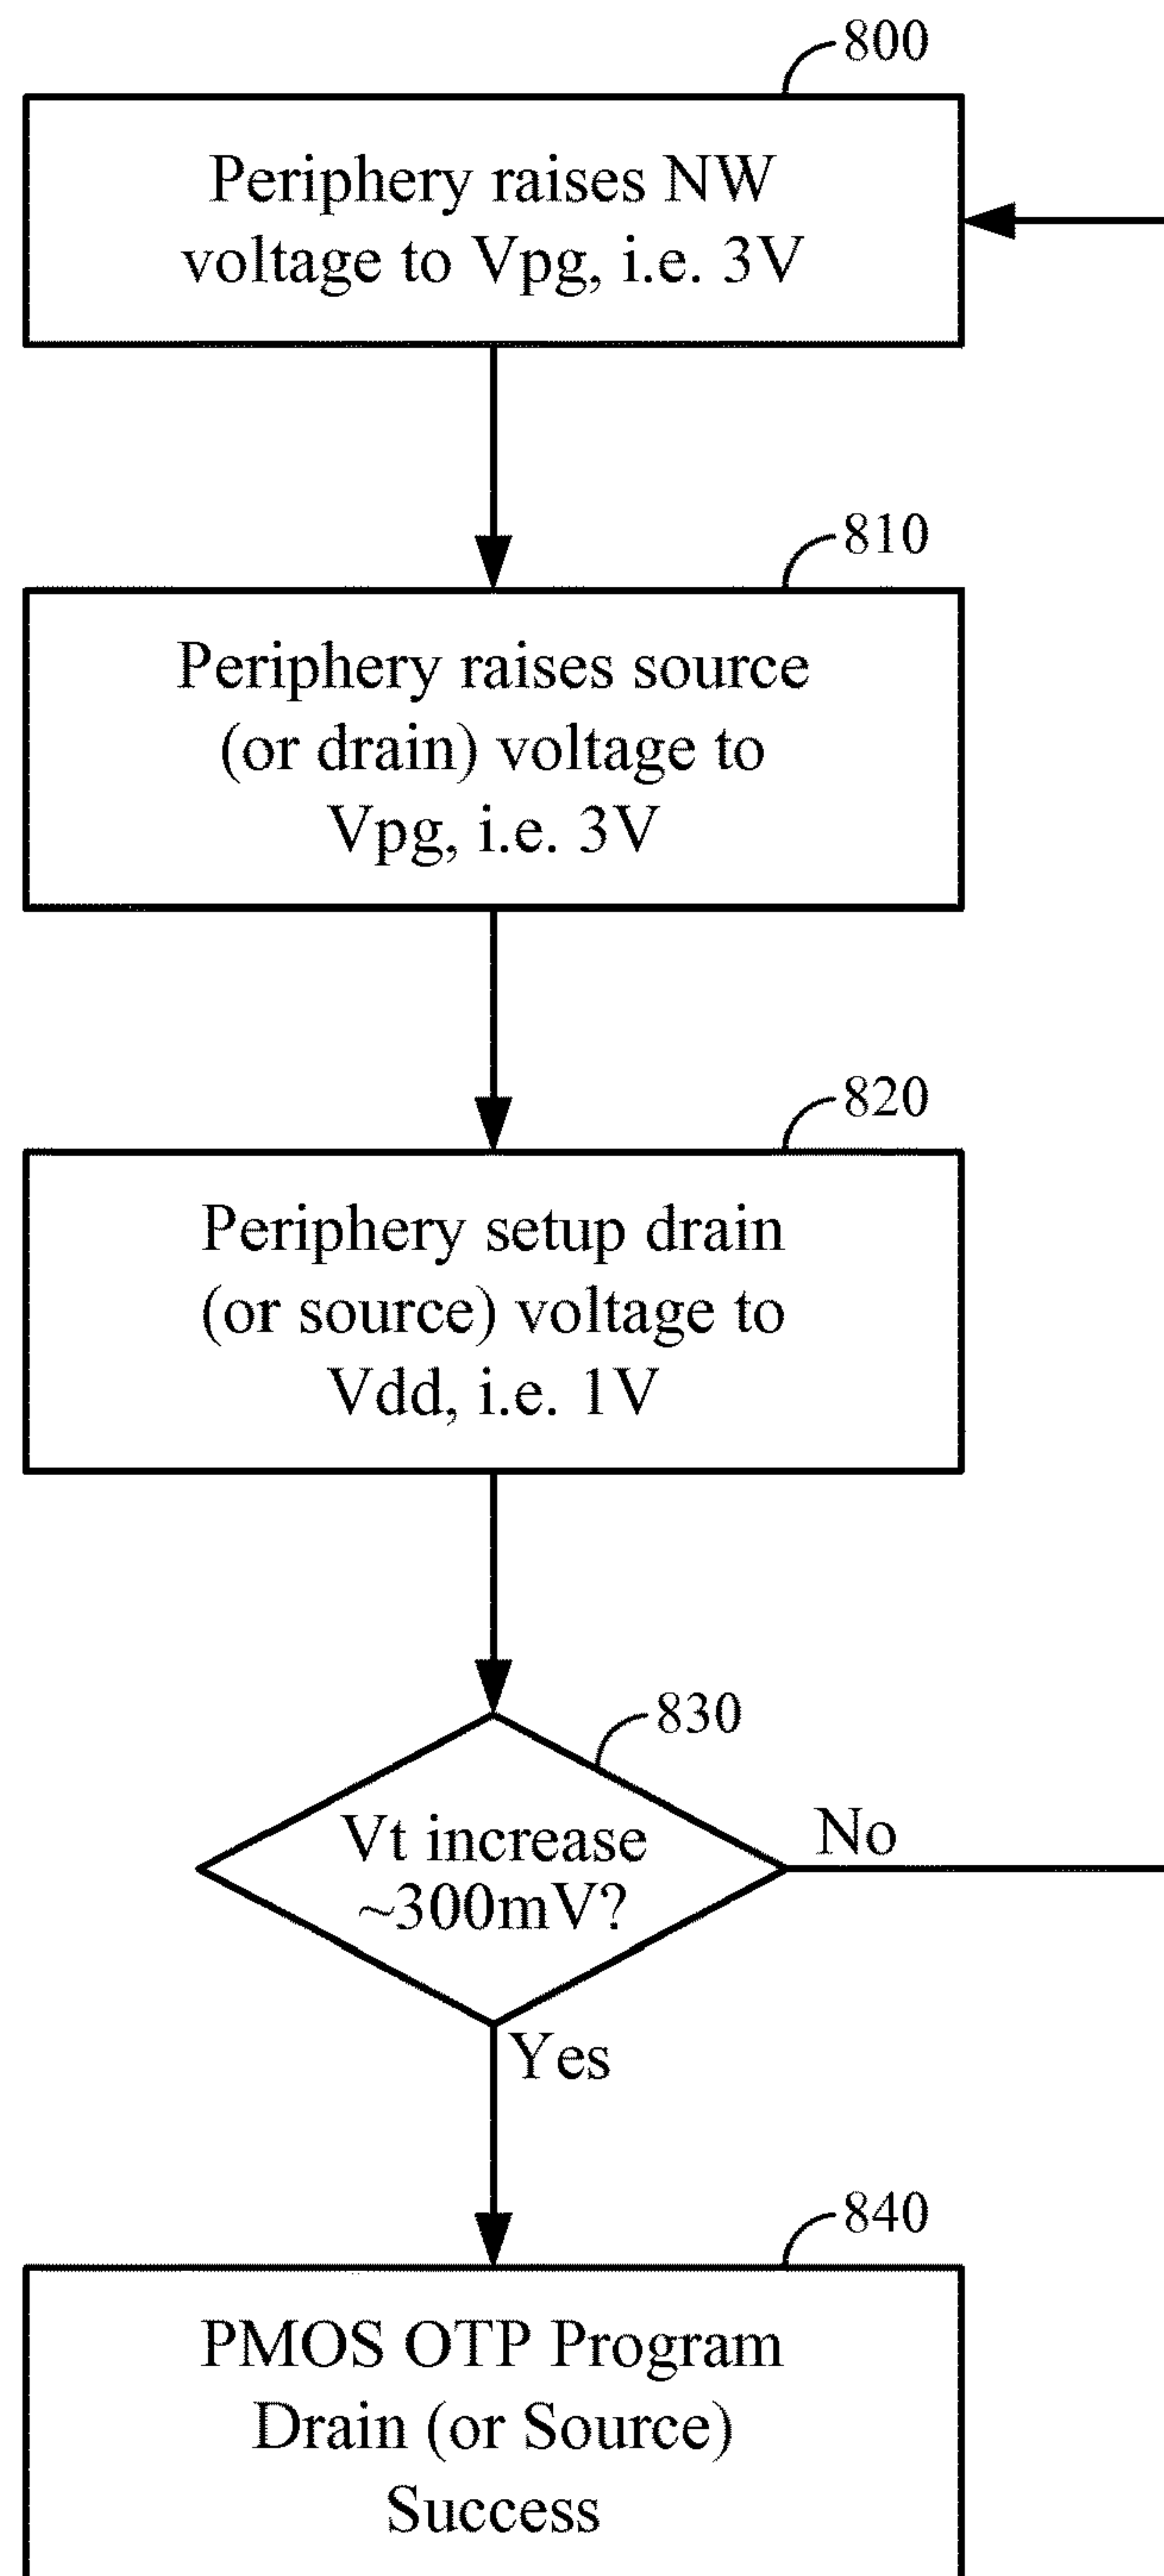 800
Periphery raises NW
voltage to Vpg, i.e. 3V
810
Periphery raises source
(or drain) voltage to
Vpg, i.e. 3V
820
Periphery setup drain
(or source) voltage to
Vdd, i.e. 1V
830
Vt increase
~300mV?
No
Yes
840
PMOS OTP Program
Drain (or Source)
Success